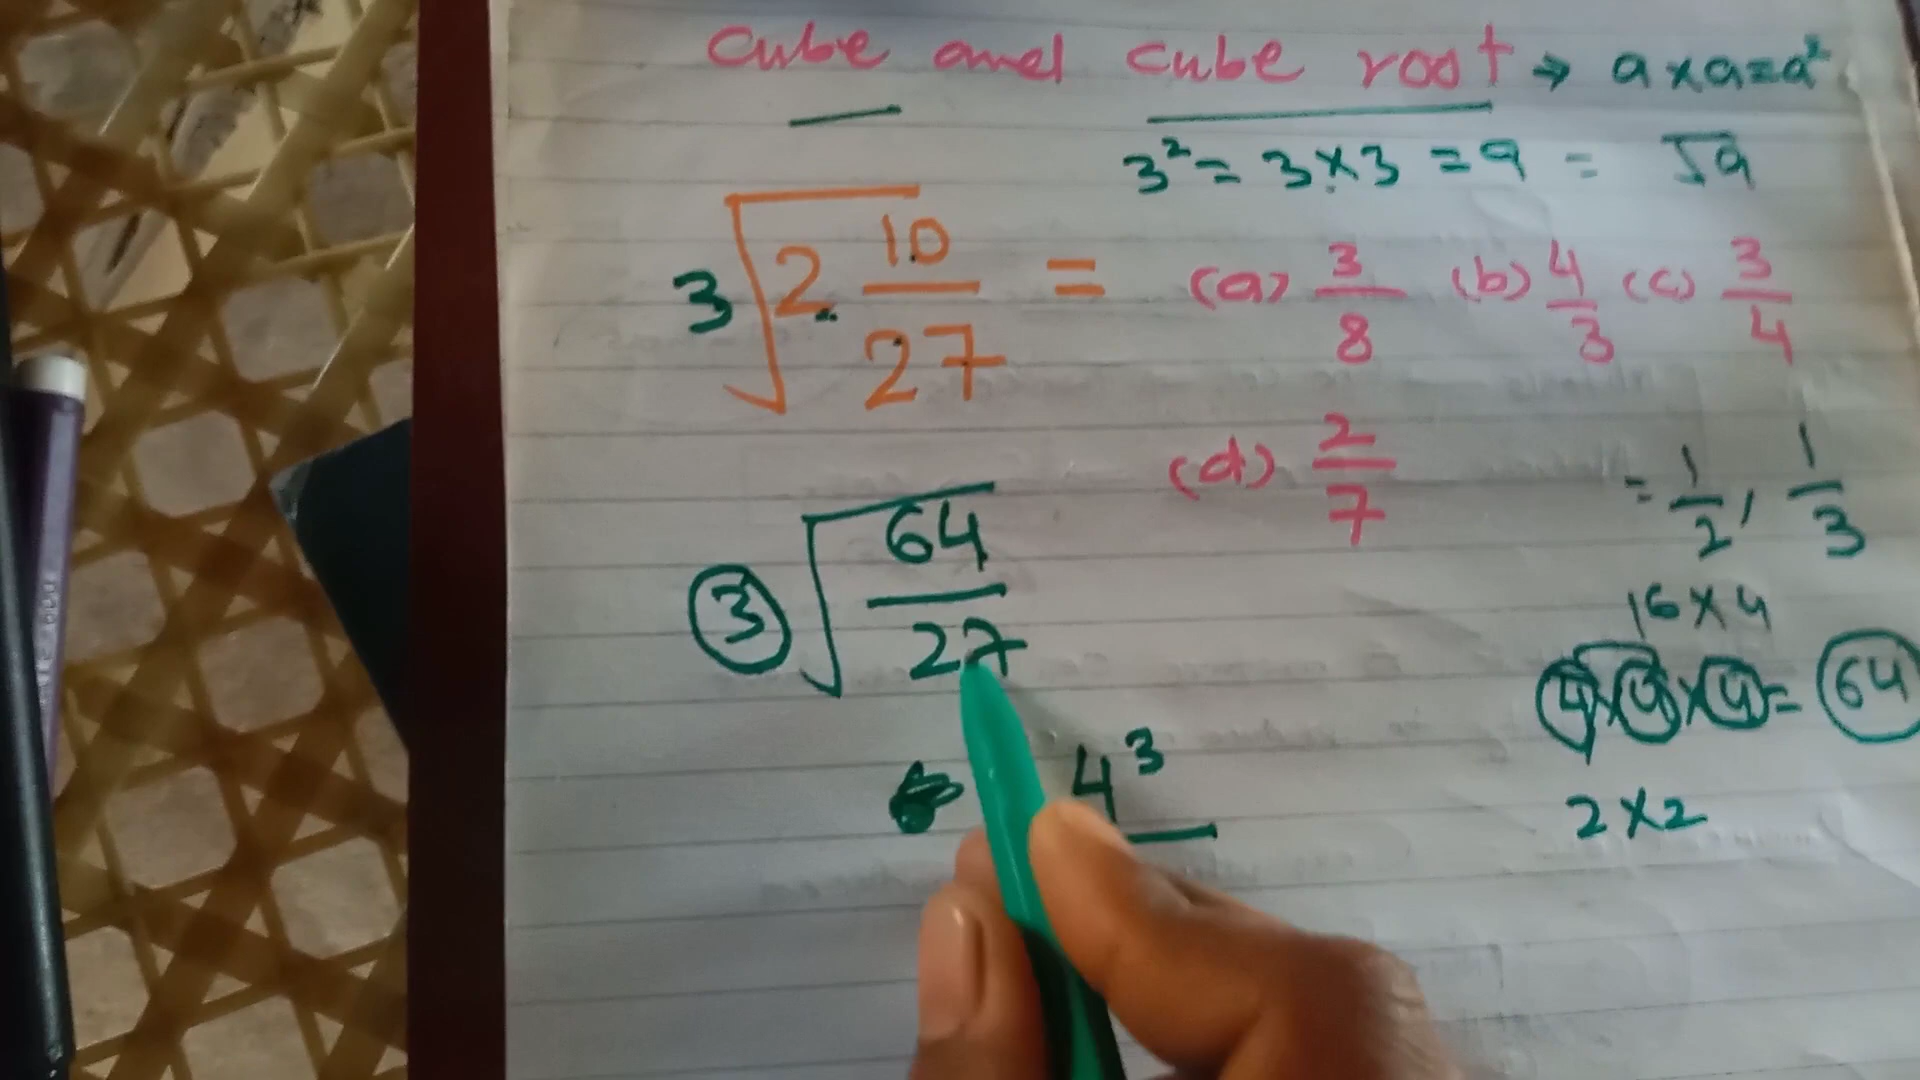 cube and cube root → a×a=a²
3² = 3×3 = 9 = √9
3√2 10/27 = (a) 3/8 (b) 4/3 (c) 3/4
(d) 2/7
= 1/2, 1/3
3√64/27
16×4
4×4×4 = 64
4³
2×2